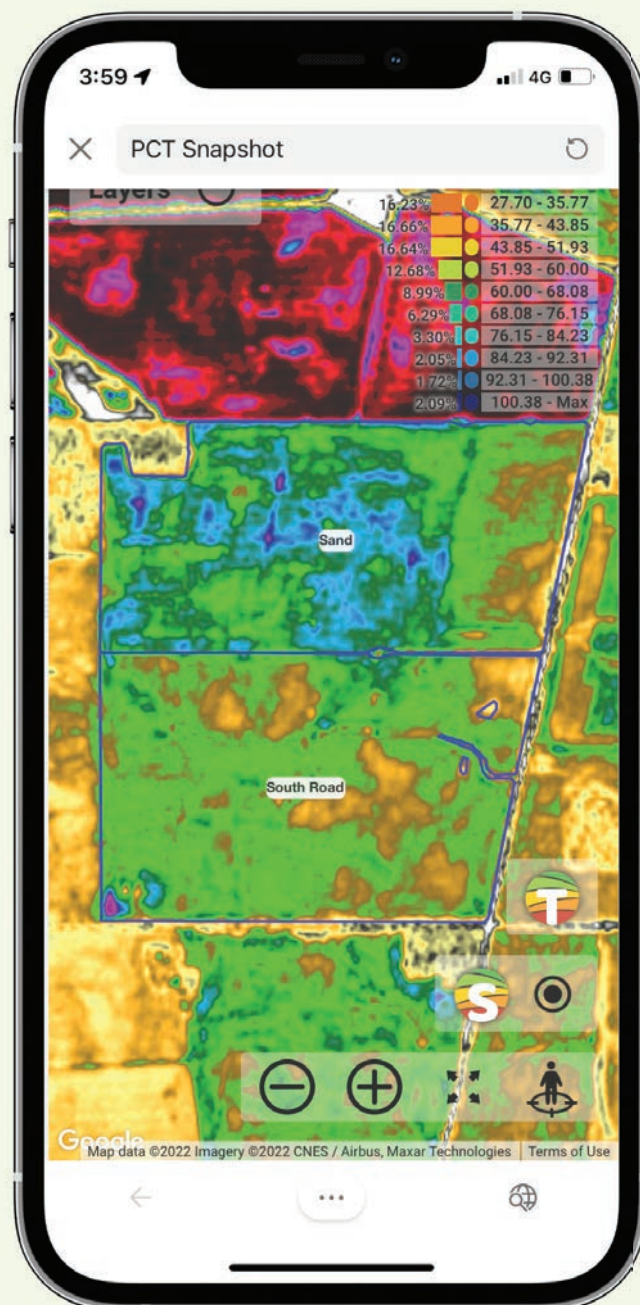 3:59
4G
PCT Snapshot
Layers
16.23% 27.70 - 35.77
16.66% 35.77 - 43.85
16.64% 43.85 - 51.93
12.68% 51.93 - 60.00
8.99% 60.00 - 68.08
6.29% 68.08 - 76.15
3.30% 76.15 - 84.23
2.05% 84.23 - 92.31
1.72% 92.31 - 100.38
2.09% 100.38 - Max
Sand
South Road
T
S
Google
Map data ©2022 Imagery ©2022 CNES / Airbus, Maxar Technologies
Terms of Use